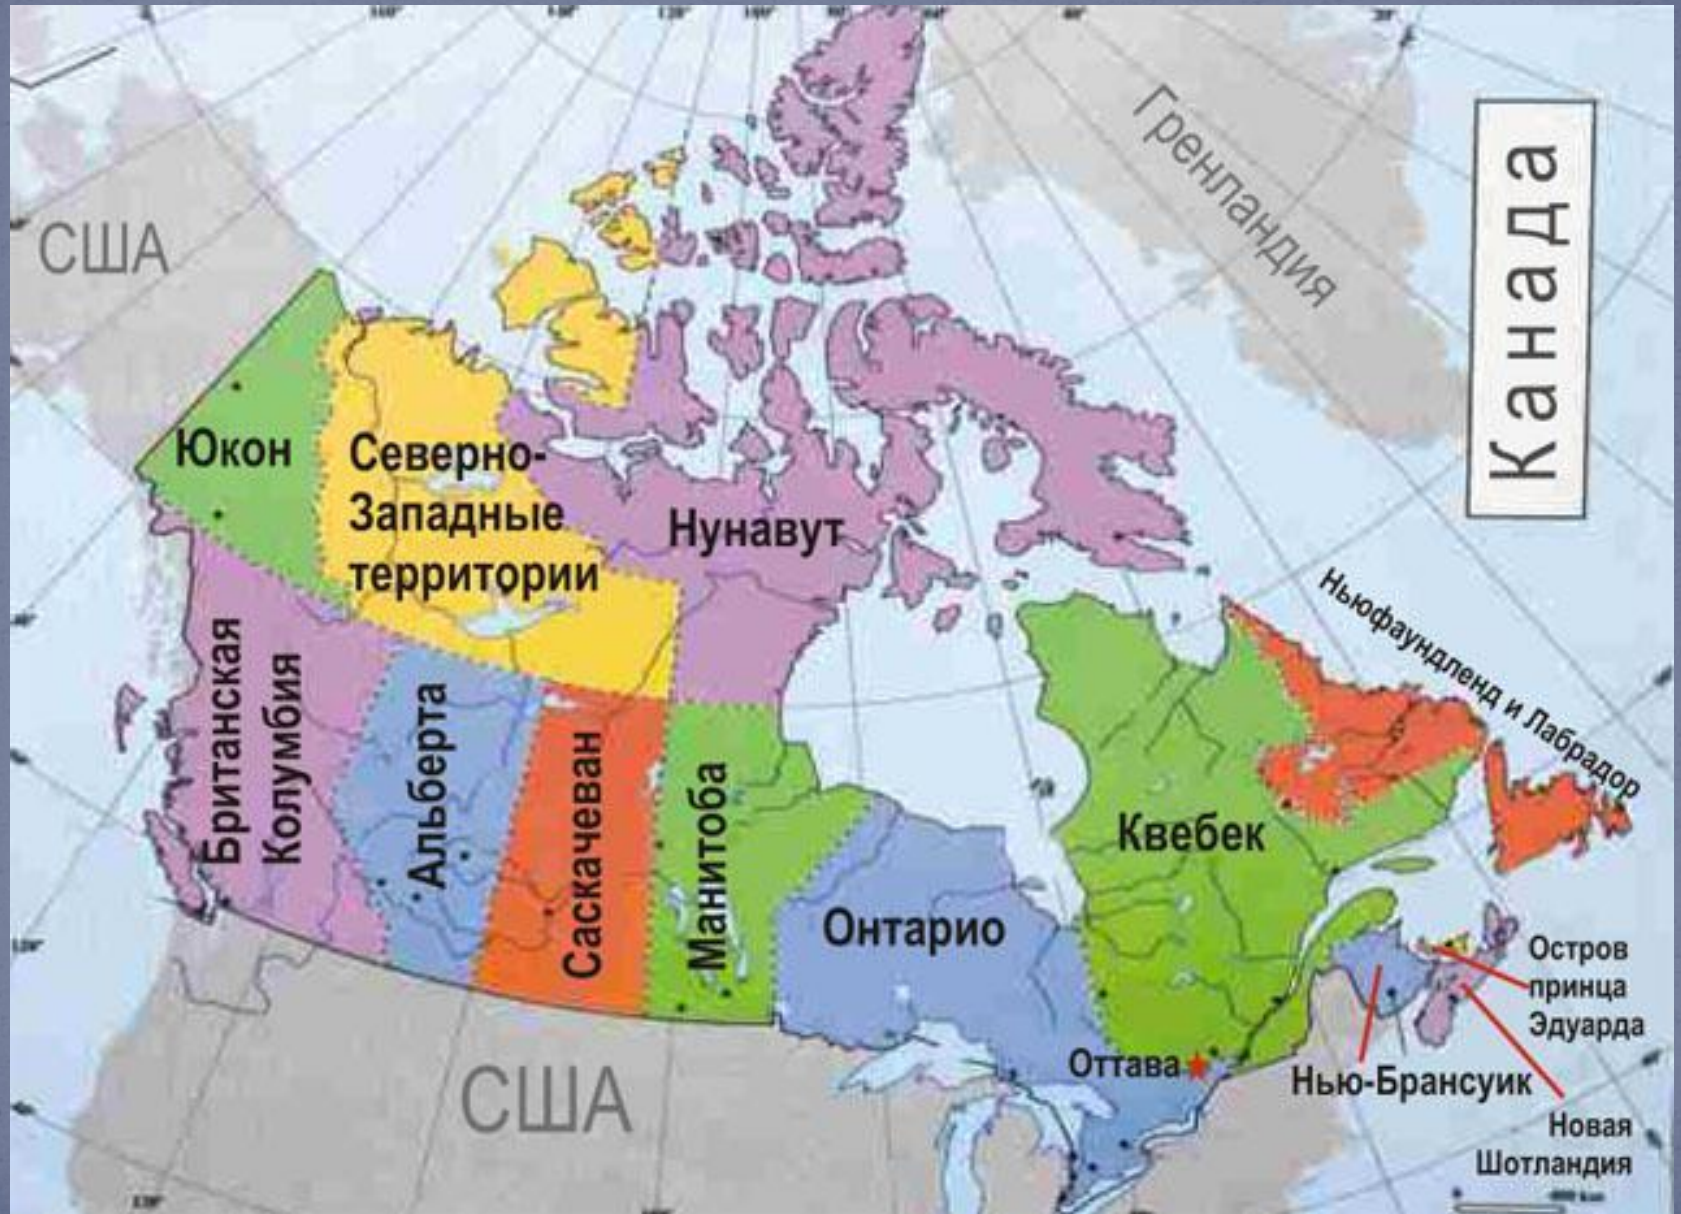 США
Гренландия
Канада
Юкон
Северно-
Западные
территории
Нунавут
Ньюфаундленд и Лабрадор
Британская
Колумбия
Альберта
Саскачеван
Манитоба
Онтарио
Квебек
Остров
принца
Эдуарда
Оттава
Нью-Брансуик
Новая
Шотландия
США